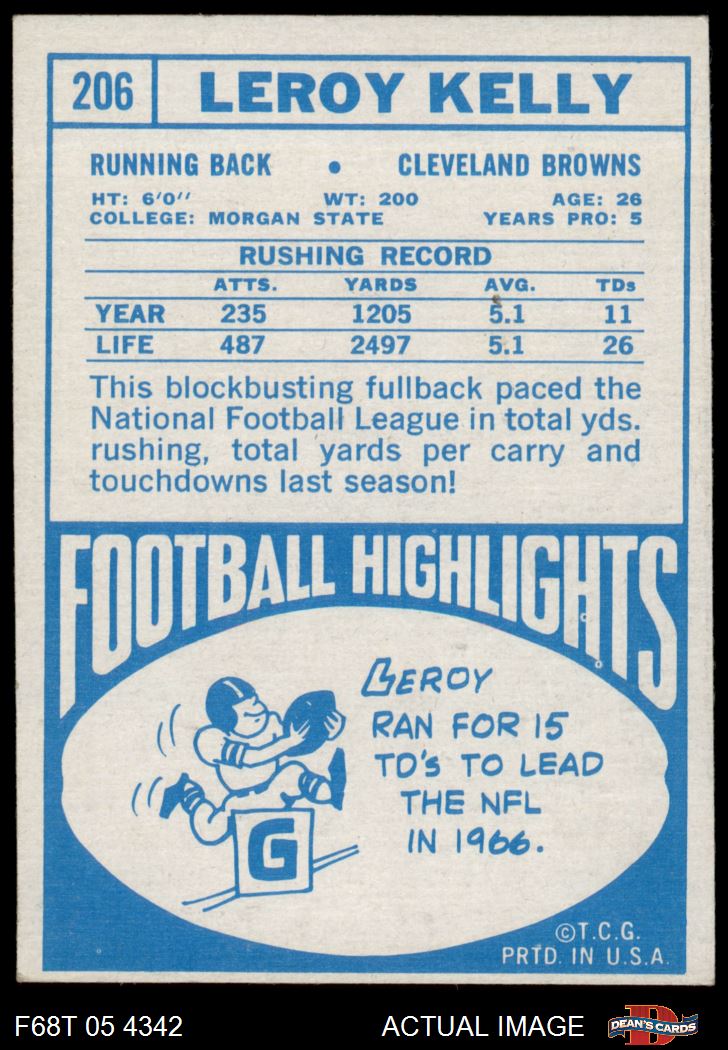 206 LEROY KELLY
RUNNING BACK • CLEVELAND BROWNS
HT: 6'0'' WT: 200 AGE: 26
COLLEGE: MORGAN STATE YEARS PRO: 5
RUSHING RECORD
ATTS. YARDS AVG. TDs
YEAR 235 1205 5.1 11
LIFE 487 2497 5.1 26
This blockbusting fullback paced the
National Football League in total yds.
rushing, total yards per carry and
touchdowns last season!
FOOTBALL HIGHLIGHTS
LEROY
RAN FOR 15
TD's TO LEAD
THE NFL
IN 1966.
G
©T.C.G.
PRTD. IN U.S.A.
F68T 05 4342 ACTUAL IMAGE D DEAN'S CARDS